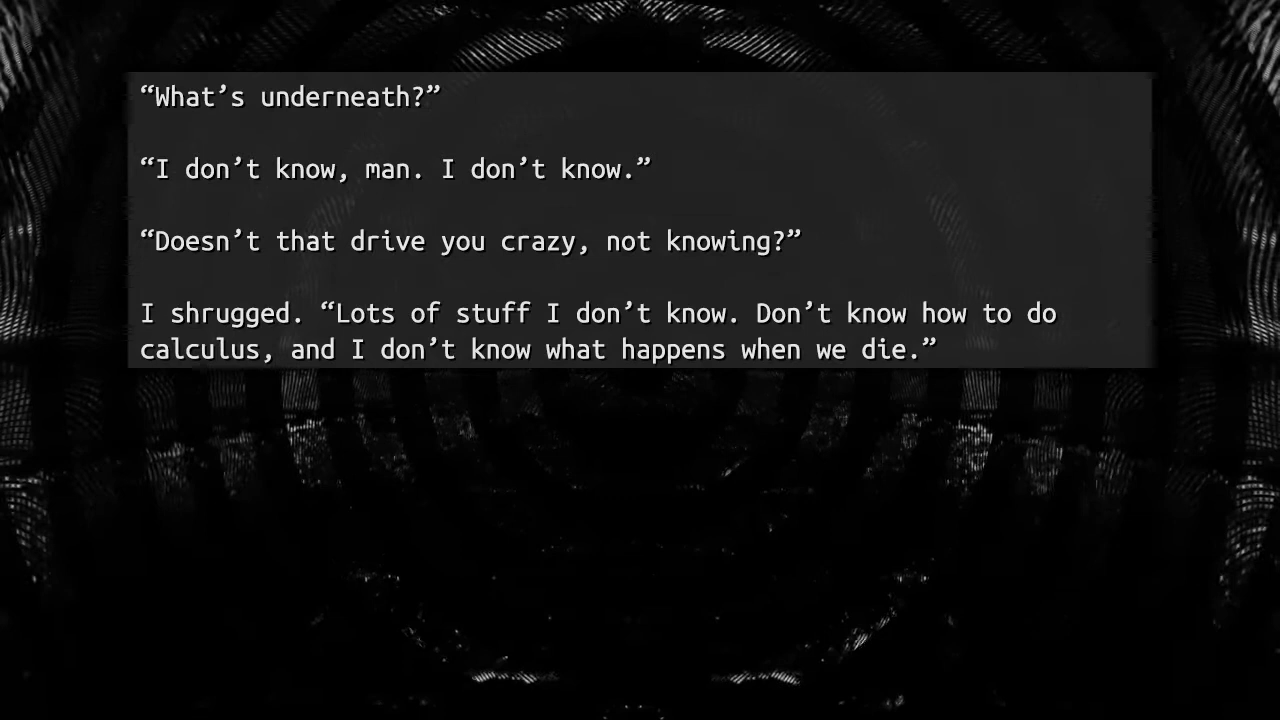 “What’s underneath?”
“I don’t know, man. I don’t know.”
“Doesn’t that drive you crazy, not knowing?”
I shrugged. “Lots of stuff I don’t know. Don’t know how to do
calculus, and I don’t know what happens when we die.”